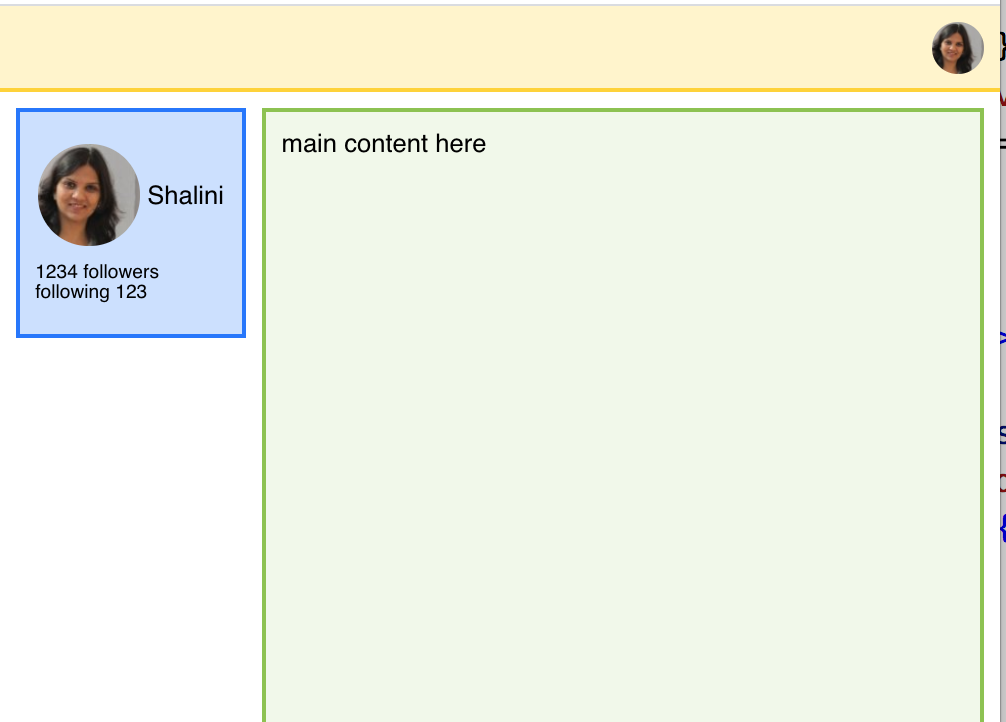 main content here
Shalini
1234 followers
following 123